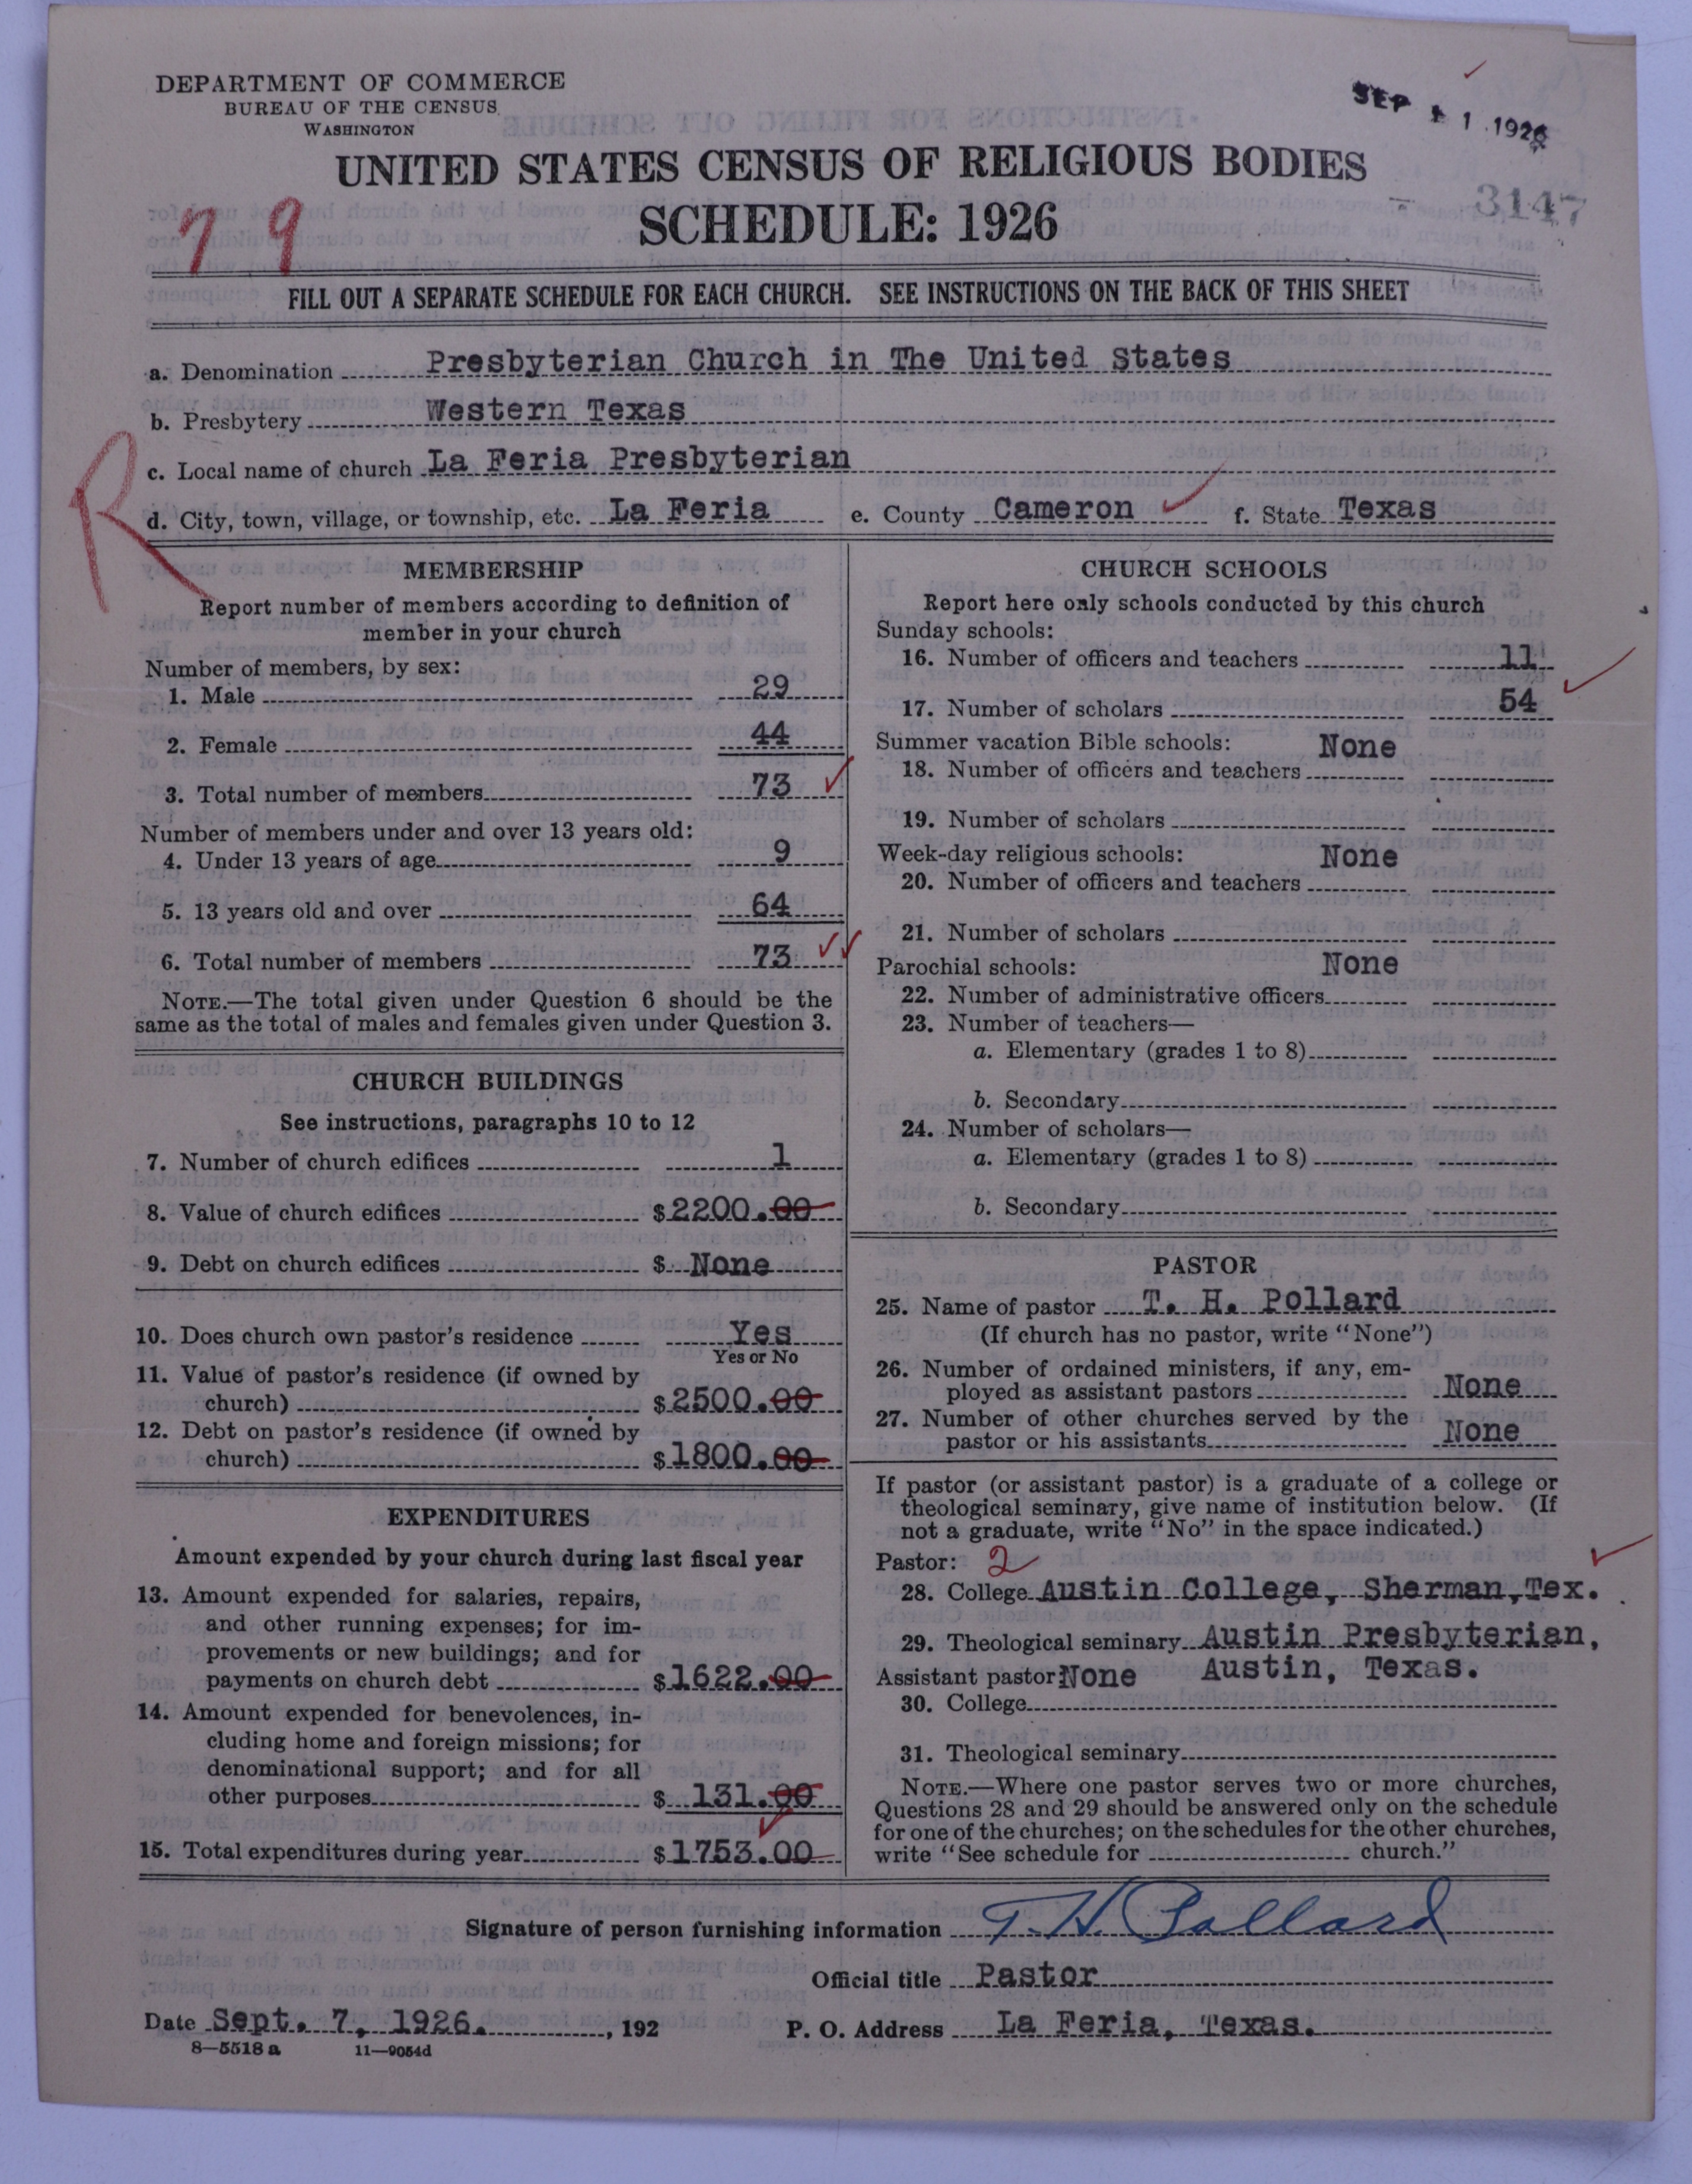 DEPARTMENT OF COMMERCE
BUREAU OF THE CENSUS
WASHINGTON
SEP 11 1926
UNITED STATES CENSUS OF RELIGIOUS BODIES
SCHEDULE: 1926
3147
79
FILL OUT A SEPARATE SCHEDULE FOR EACH CHURCH. SEE INSTRUCTIONS ON THE BACK OF THIS SHEET
a. Denomination Presbyterian Church in The United States
b. Presbytery Western Texas
c. Local name of church La Feria Presbyterian
R
d. City, town, village, or township, etc. La Feria e. County Cameron f. State Texas
MEMBERSHIP
Report number of members according to definition of
member in your church
Number of members, by sex:
1. Male 29
2. Female 44
3. Total number of members 73
Number of members under and over 13 years old:
4. Under 13 years of age 9
5. 13 years old and over 64
6. Total number of members 73
NOTE.—The total given under Question 6 should be the
same as the total of males and females given under Question 3.
CHURCH BUILDINGS
See instructions, paragraphs 10 to 12
7. Number of church edifices 1
8. Value of church edifices $2200.00
9. Debt on church edifices $ None
10. Does church own pastor's residence Yes
Yes or No
11. Value of pastor's residence (if owned by
church) $2500.00
12. Debt on pastor's residence (if owned by
church) $1800.00
EXPENDITURES
Amount expended by your church during last fiscal year
13. Amount expended for salaries, repairs,
and other running expenses; for im-
provements or new buildings; and for
payments on church debt $1622.00
14. Amount expended for benevolences, in-
cluding home and foreign missions; for
denominational support; and for all
other purposes $ 131.00
15. Total expenditures during year $1753.00
CHURCH SCHOOLS
Report here only schools conducted by this church
Sunday schools:
16. Number of officers and teachers 11
17. Number of scholars 54
Summer vacation Bible schools: None
18. Number of officers and teachers
19. Number of scholars
Week-day religious schools: None
20. Number of officers and teachers
21. Number of scholars
Parochial schools: None
22. Number of administrative officers
23. Number of teachers—
a. Elementary (grades 1 to 8)
b. Secondary
24. Number of scholars—
a. Elementary (grades 1 to 8)
b. Secondary
PASTOR
25. Name of pastor T. H. Pollard
(If church has no pastor, write "None")
26. Number of ordained ministers, if any, em-
ployed as assistant pastors None
27. Number of other churches served by the
pastor or his assistants None
If pastor (or assistant pastor) is a graduate of a college or
theological seminary, give name of institution below. (If
not a graduate, write "No" in the space indicated.)
Pastor: 2
28. College Austin College, Sherman, Tex.
29. Theological seminary Austin Presbyterian,
Assistant pastor: None Austin, Texas.
30. College
31. Theological seminary
NOTE.—Where one pastor serves two or more churches,
Questions 28 and 29 should be answered only on the schedule
for one of the churches; on the schedules for the other churches,
write "See schedule for church."
Signature of person furnishing information T. H. Pollard
Official title Pastor
Date Sept. 7, 1926. , 192 P. O. Address La Feria, Texas.
8—5518 a 11—9054d